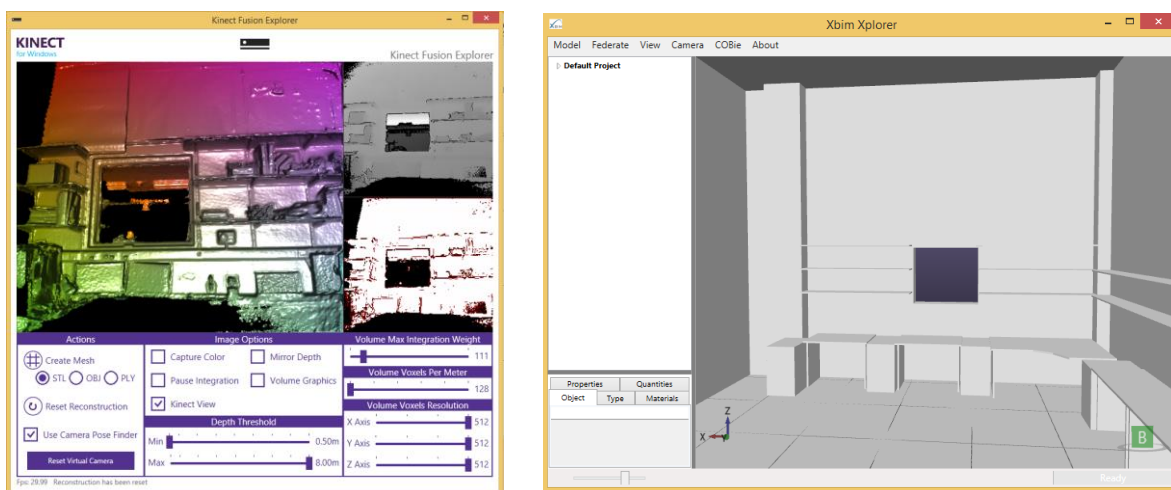 Kinect Fusion Explorer
KINECT
for Windows
Kinect Fusion Explorer
Actions
Create Mesh
STL OBJ PLY
Reset Reconstruction
Use Camera Pose Finder
Reset Virtual Camera
Image Options
Capture Color Mirror Depth
Pause Integration Volume Graphics
Kinect View
Depth Threshold
Min 0.50m
Max 8.00m
Volume Max Integration Weight
111
Volume Voxels Per Meter
128
Volume Voxels Resolution
X Axis 512
Y Axis 512
Z Axis 512
Fps: 29.99 Reconstruction has been reset
Xbim Xplorer
Model Federate View Camera COBie About
Default Project
Properties Quantities
Object Type Materials
Z
X
B
Ready